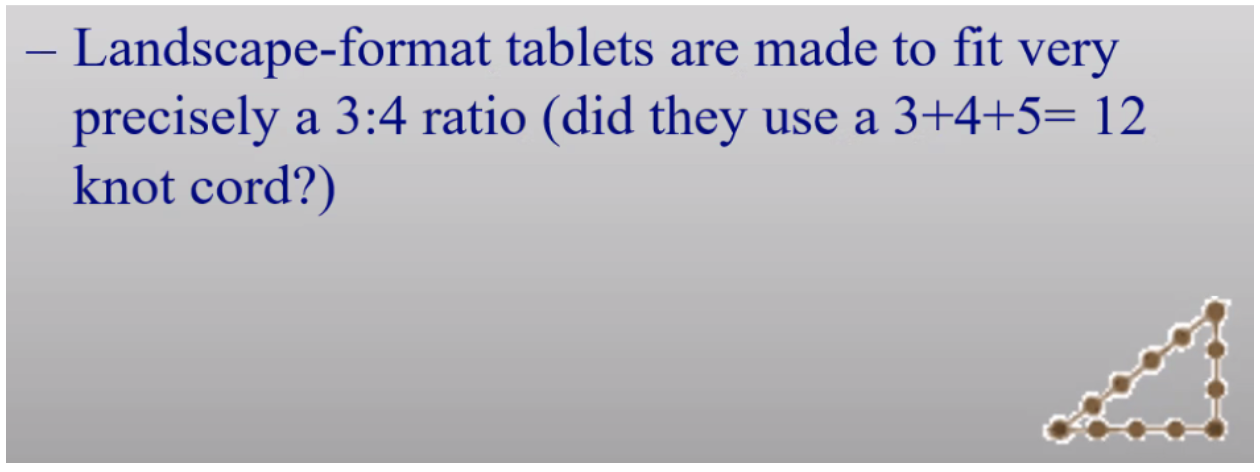 – Landscape-format tablets are made to fit very
precisely a 3:4 ratio (did they use a 3+4+5= 12
knot cord?)